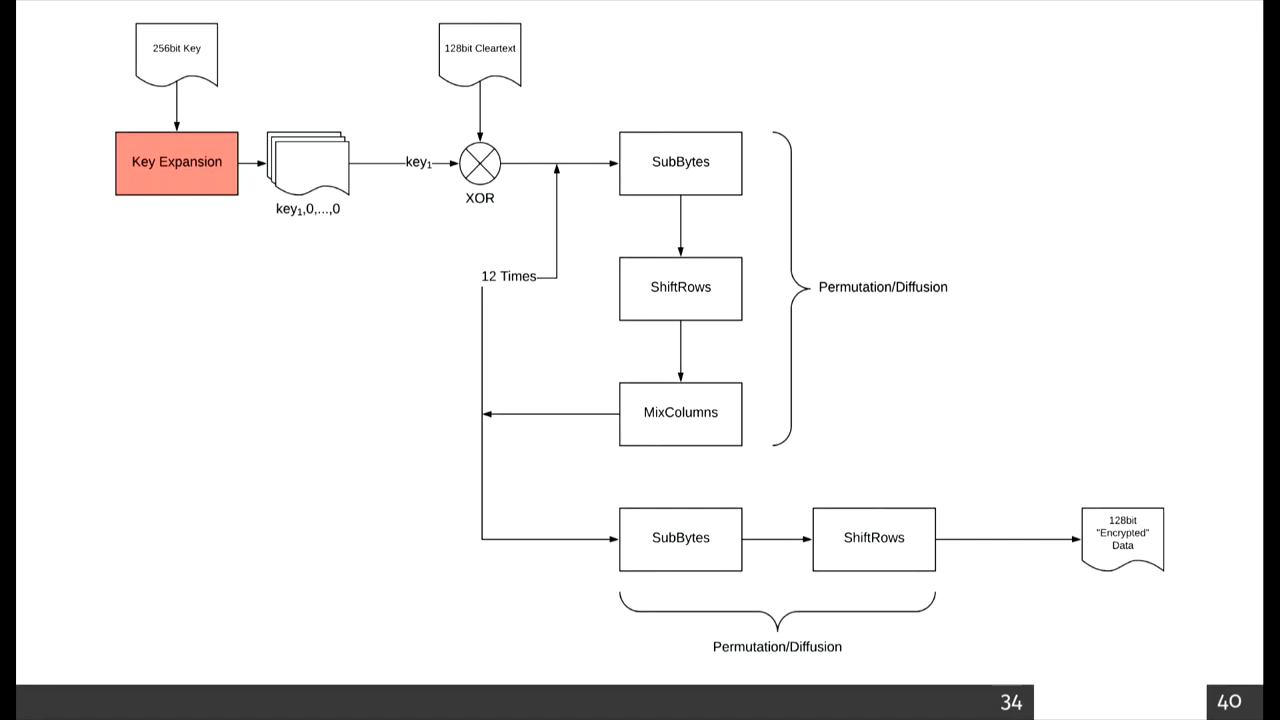 256bit Key
128bit Cleartext
Key Expansion
key₁
XOR
key₁,0,...,0
SubBytes
12 Times
ShiftRows
Permutation/Diffusion
MixColumns
SubBytes
ShiftRows
128bit
"Encrypted"
Data
Permutation/Diffusion
34
40